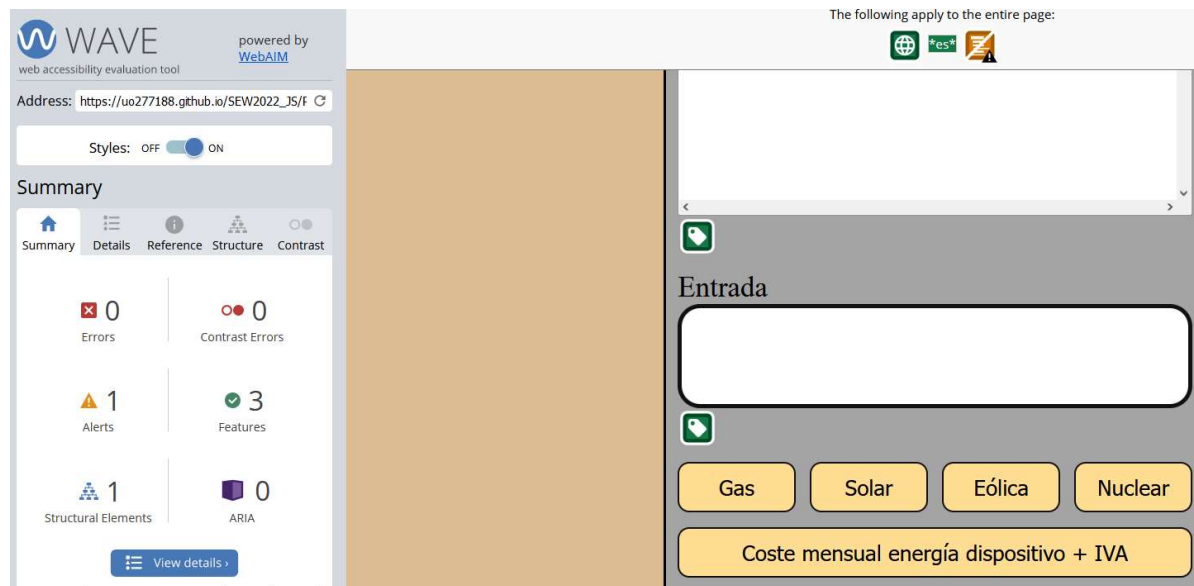 WAVE
web accessibility evaluation tool
powered by
WebAIM
Address: https://uo277188.github.io/SEW2022_JS/F
Styles: OFF ON
Summary
Summary Details Reference Structure Contrast
0
Errors
0
Contrast Errors
1
Alerts
3
Features
1
Structural Elements
0
ARIA
View details ›
The following apply to the entire page:
*es*
Entrada
Gas Solar Eólica Nuclear
Coste mensual energía dispositivo + IVA